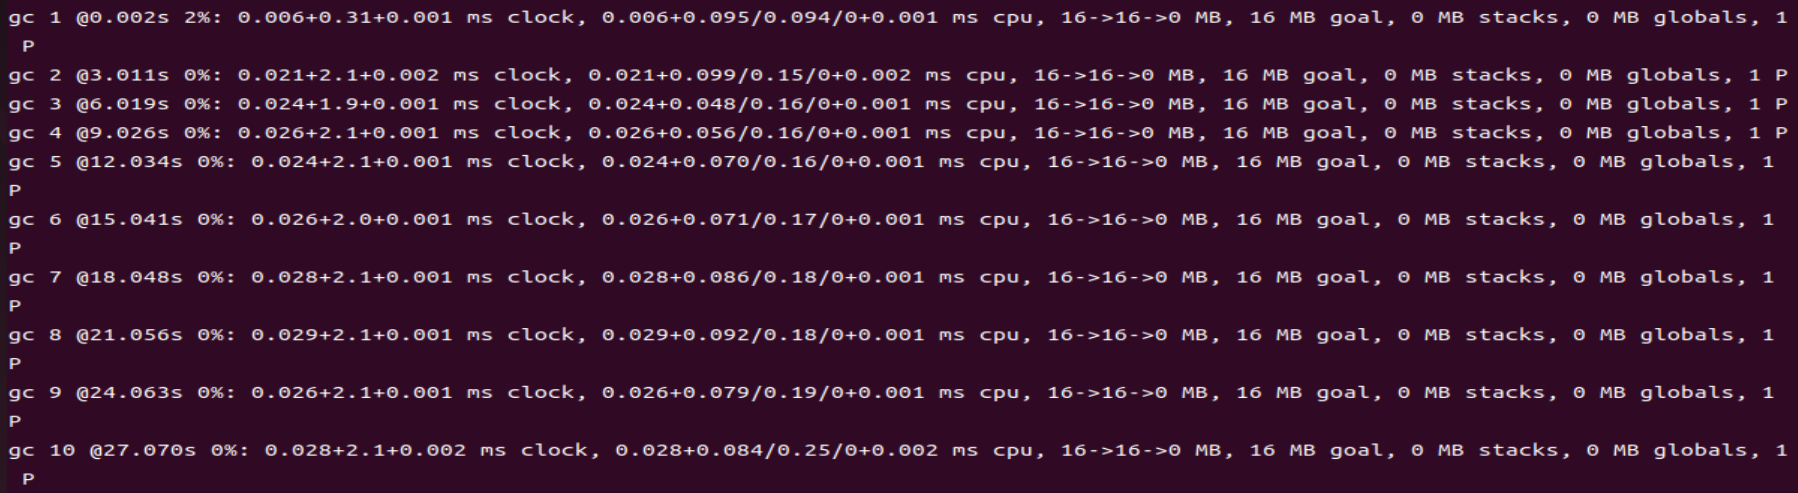 gc 1 @0.002s 2%: 0.006+0.31+0.001 ms clock, 0.006+0.095/0.094/0+0.001 ms cpu, 16->16->0 MB, 16 MB goal, 0 MB stacks, 0 MB globals, 1
P
gc 2 @3.011s 0%: 0.021+2.1+0.002 ms clock, 0.021+0.099/0.15/0+0.002 ms cpu, 16->16->0 MB, 16 MB goal, 0 MB stacks, 0 MB globals, 1 P
gc 3 @6.019s 0%: 0.024+1.9+0.001 ms clock, 0.024+0.048/0.16/0+0.001 ms cpu, 16->16->0 MB, 16 MB goal, 0 MB stacks, 0 MB globals, 1 P
gc 4 @9.026s 0%: 0.026+2.1+0.001 ms clock, 0.026+0.056/0.16/0+0.001 ms cpu, 16->16->0 MB, 16 MB goal, 0 MB stacks, 0 MB globals, 1 P
gc 5 @12.034s 0%: 0.024+2.1+0.001 ms clock, 0.024+0.070/0.16/0+0.001 ms cpu, 16->16->0 MB, 16 MB goal, 0 MB stacks, 0 MB globals, 1
P
gc 6 @15.041s 0%: 0.026+2.0+0.001 ms clock, 0.026+0.071/0.17/0+0.001 ms cpu, 16->16->0 MB, 16 MB goal, 0 MB stacks, 0 MB globals, 1
P
gc 7 @18.048s 0%: 0.028+2.1+0.001 ms clock, 0.028+0.086/0.18/0+0.001 ms cpu, 16->16->0 MB, 16 MB goal, 0 MB stacks, 0 MB globals, 1
P
gc 8 @21.056s 0%: 0.029+2.1+0.001 ms clock, 0.029+0.092/0.18/0+0.001 ms cpu, 16->16->0 MB, 16 MB goal, 0 MB stacks, 0 MB globals, 1
P
gc 9 @24.063s 0%: 0.026+2.1+0.001 ms clock, 0.026+0.079/0.19/0+0.001 ms cpu, 16->16->0 MB, 16 MB goal, 0 MB stacks, 0 MB globals, 1
P
gc 10 @27.070s 0%: 0.028+2.1+0.002 ms clock, 0.028+0.084/0.25/0+0.002 ms cpu, 16->16->0 MB, 16 MB goal, 0 MB stacks, 0 MB globals, 1
P